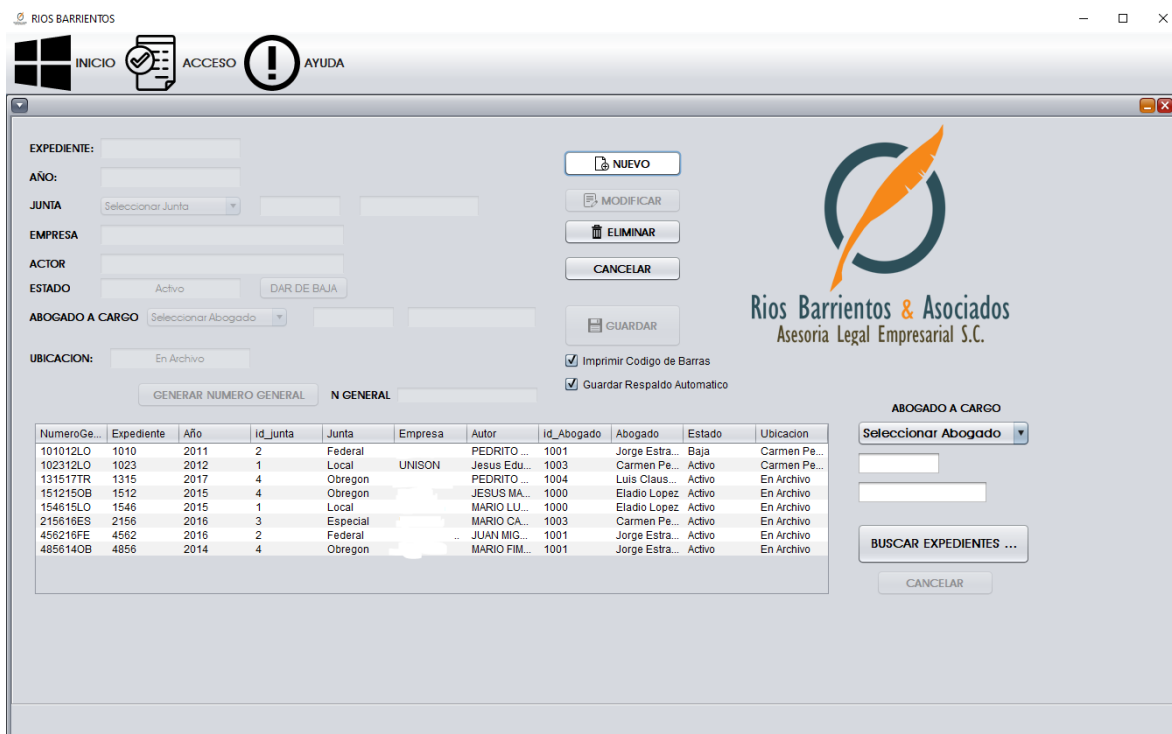 RIOS BARRIENTOS
INICIO ACCESO AYUDA
EXPEDIENTE:
AÑO:
JUNTA Seleccionar Junta
EMPRESA
ACTOR
ESTADO Activo DAR DE BAJA
ABOGADO A CARGO Seleccionar Abogado
UBICACION: En Archivo
GENERAR NUMERO GENERAL N GENERAL
NUEVO
MODIFICAR
ELIMINAR
CANCELAR
GUARDAR
Imprimir Codigo de Barras
Guardar Respaldo Automatico
Rios Barrientos & Asociados
Asesoria Legal Empresarial S.C.
NumeroGe... Expediente Año id_junta Junta Empresa Autor id_Abogado Abogado Estado Ubicacion
101012LO 1010 2011 2 Federal PEDRITO ... 1001 Jorge Estra... Baja Carmen Pe...
102312LO 1023 2012 1 Local UNISON Jesus Edu... 1003 Carmen Pe... Activo Carmen Pe...
131517TR 1315 2017 4 Obregon PEDRITO ... 1004 Luis Claus... Activo En Archivo
151215OB 1512 2015 4 Obregon JESUS MA... 1000 Eladio Lopez Activo En Archivo
154615LO 1546 2015 1 Local MARIO LU... 1000 Eladio Lopez Activo En Archivo
215616ES 2156 2016 3 Especial MARIO CA... 1003 Carmen Pe... Activo En Archivo
456216FE 4562 2016 2 Federal .. JUAN MIG... 1001 Jorge Estra... Activo En Archivo
485614OB 4856 2014 4 Obregon MARIO FIM... 1001 Jorge Estra... Activo En Archivo
ABOGADO A CARGO
Seleccionar Abogado
BUSCAR EXPEDIENTES ...
CANCELAR